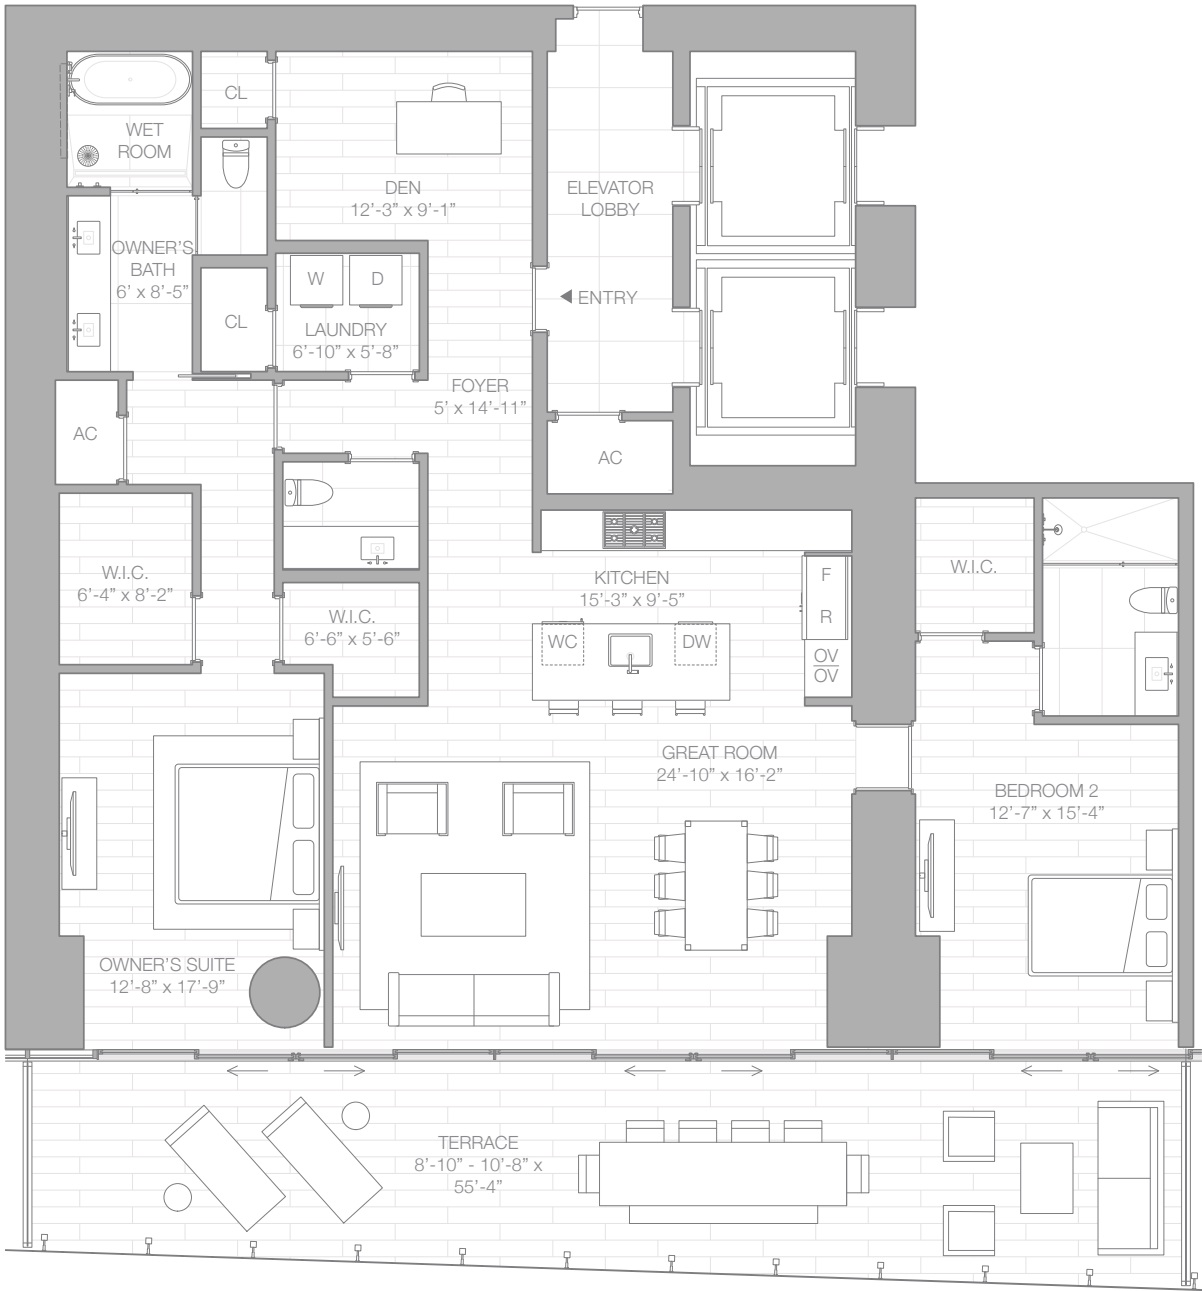 CL
WET
ROOM
DEN
12'-3” x 9'-1”
ELEVATOR
LOBBY
OWNER'S
BATH
6' x 8'-5”
W
D
ENTRY
CL
LAUNDRY
6'-10” x 5'-8”
FOYER
5' x 14'-11”
AC
AC
W.I.C.
6'-4” x 8'-2”
KITCHEN
15'-3” x 9'-5”
F
R
W.I.C.
W.I.C.
6'-6” x 5'-6”
WC
DW
OV
OV
GREAT ROOM
24'-10” x 16'-2”
BEDROOM 2
12'-7” x 15'-4”
OWNER'S SUITE
12'-8” x 17'-9”
TERRACE
8'-10” - 10'-8” x
55'-4”